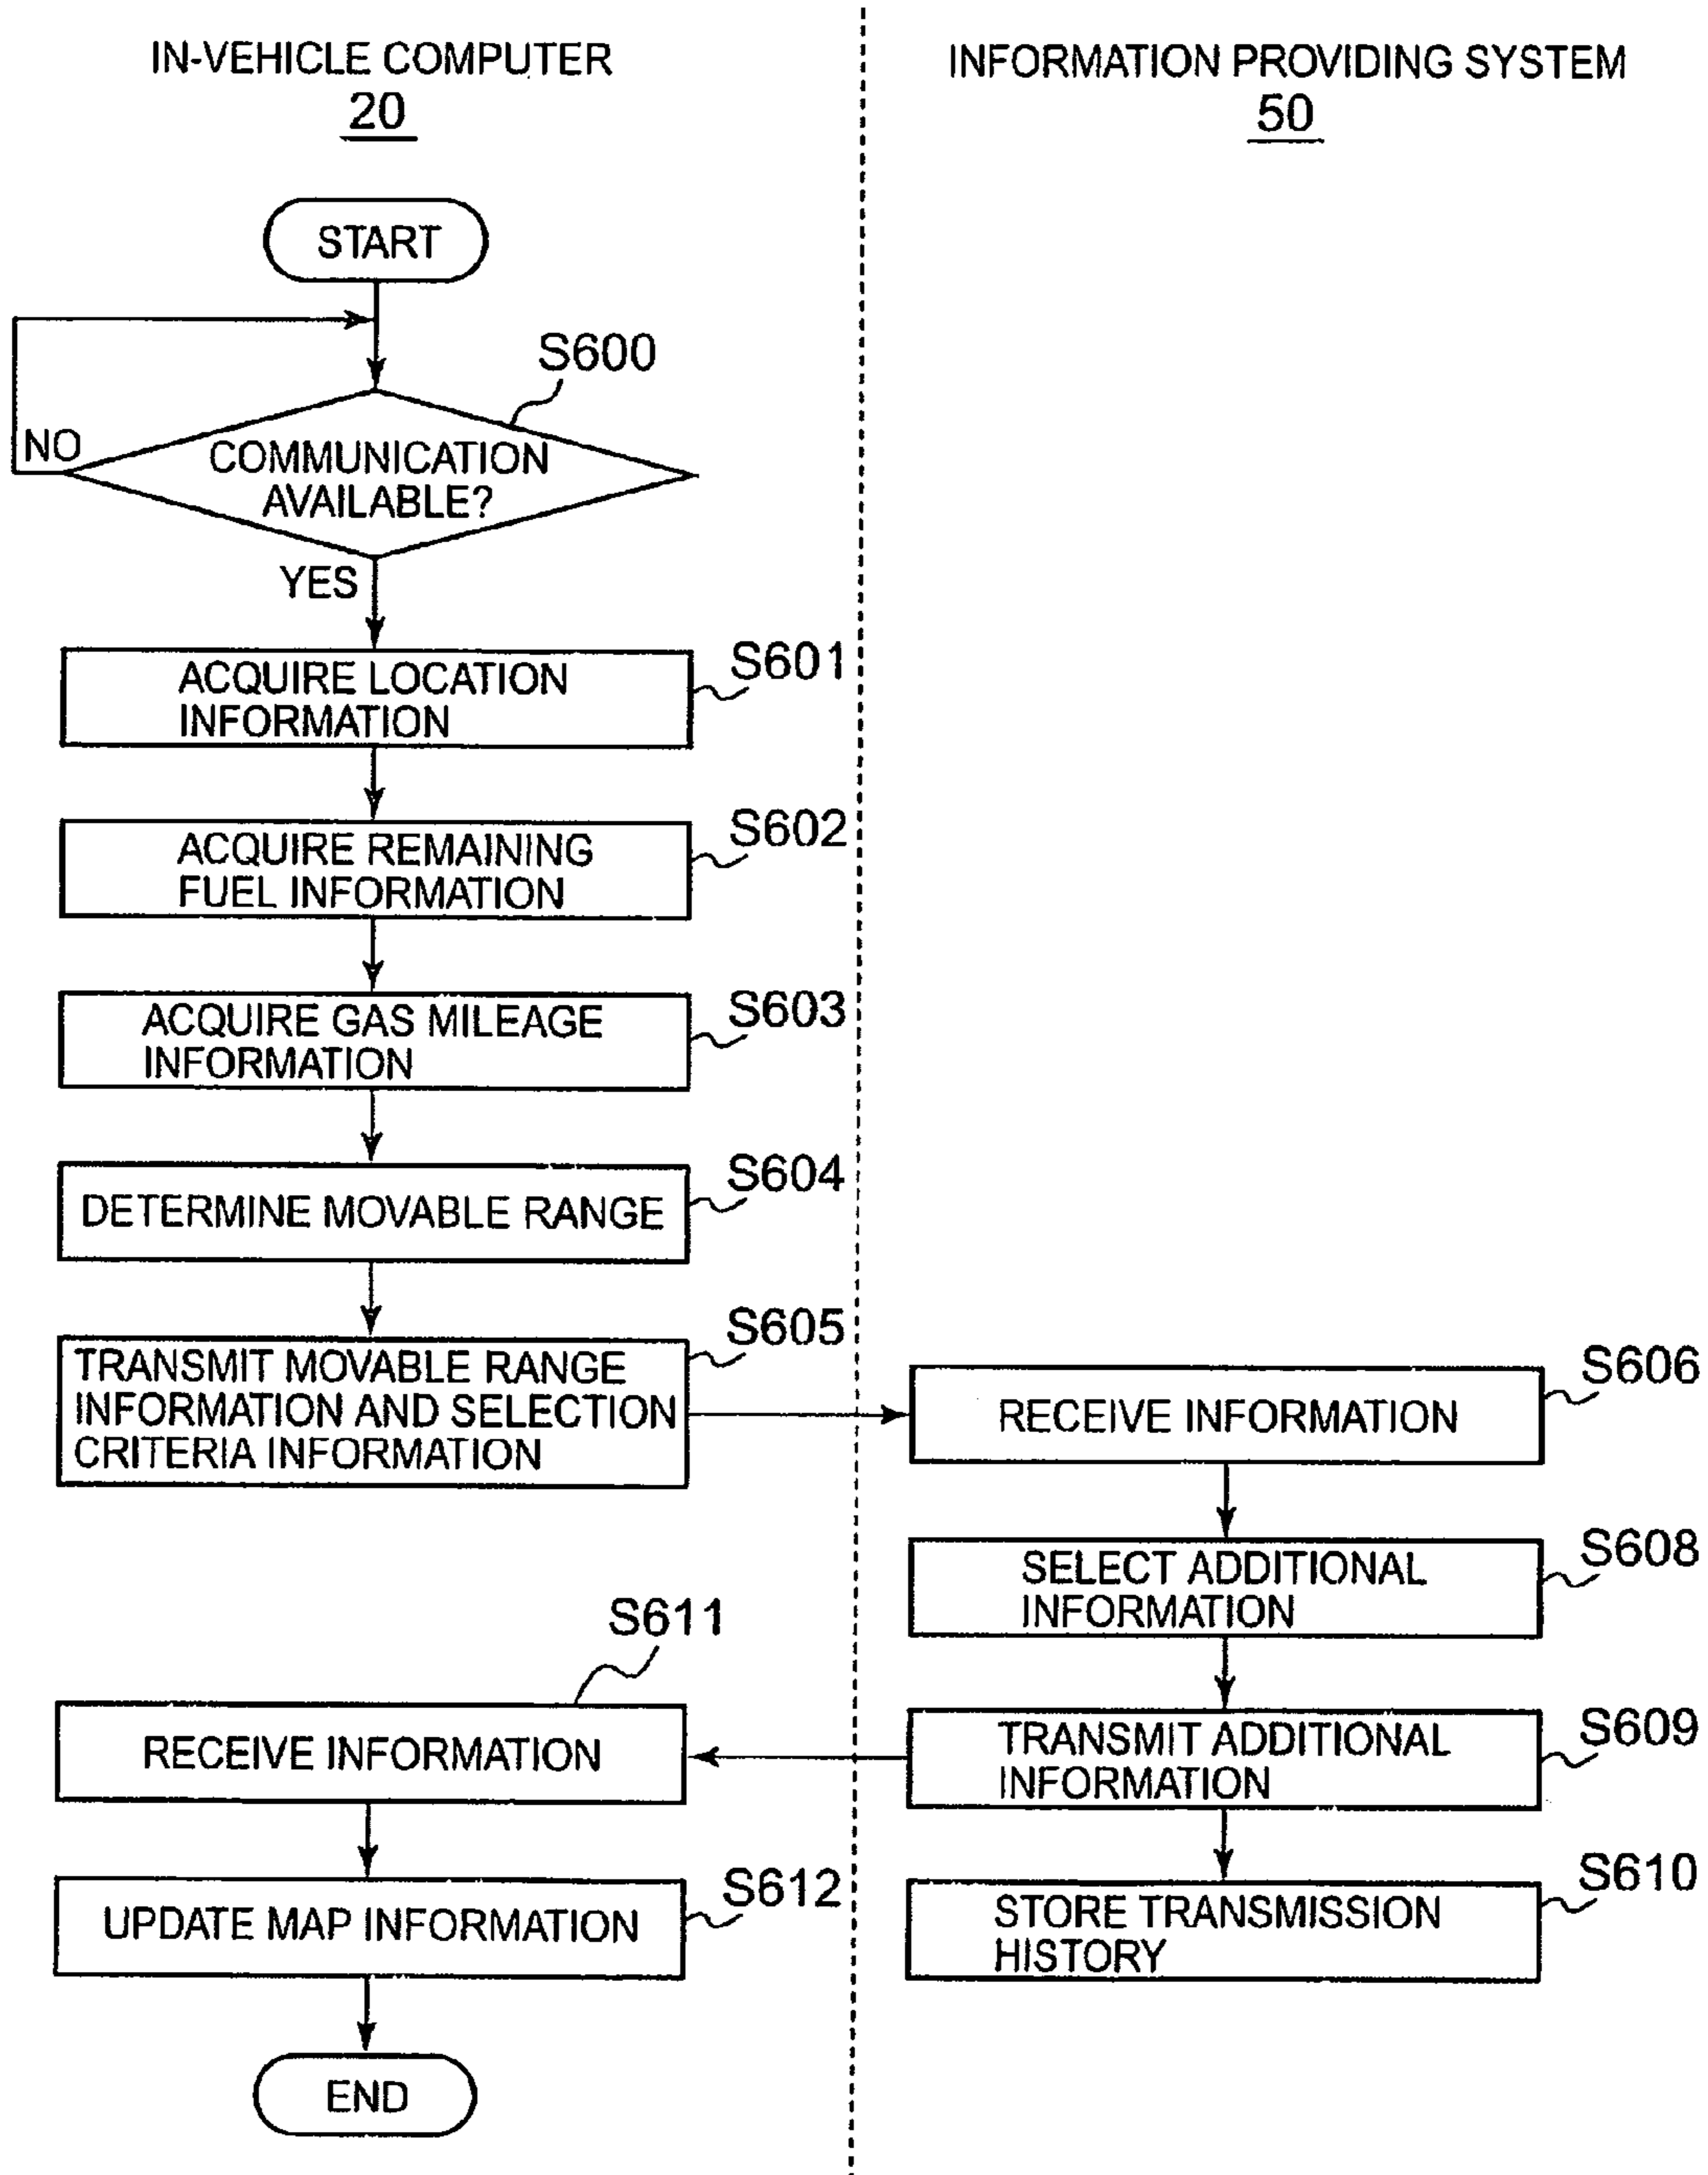 IN-VEHICLE COMPUTER
20
INFORMATION PROVIDING SYSTEM
50
START
S600
NO
COMMUNICATION
AVAILABLE?
YES
S601
ACQUIRE LOCATION
INFORMATION
S602
ACQUIRE REMAINING
FUEL INFORMATION
S603
ACQUIRE GAS MILEAGE
INFORMATION
S604
DETERMINE MOVABLE RANGE
S605
TRANSMIT MOVABLE RANGE
INFORMATION AND SELECTION
CRITERIA INFORMATION
S606
RECEIVE INFORMATION
S608
SELECT ADDITIONAL
INFORMATION
S609
TRANSMIT ADDITIONAL
INFORMATION
S610
STORE TRANSMISSION
HISTORY
S611
RECEIVE INFORMATION
S612
UPDATE MAP INFORMATION
END